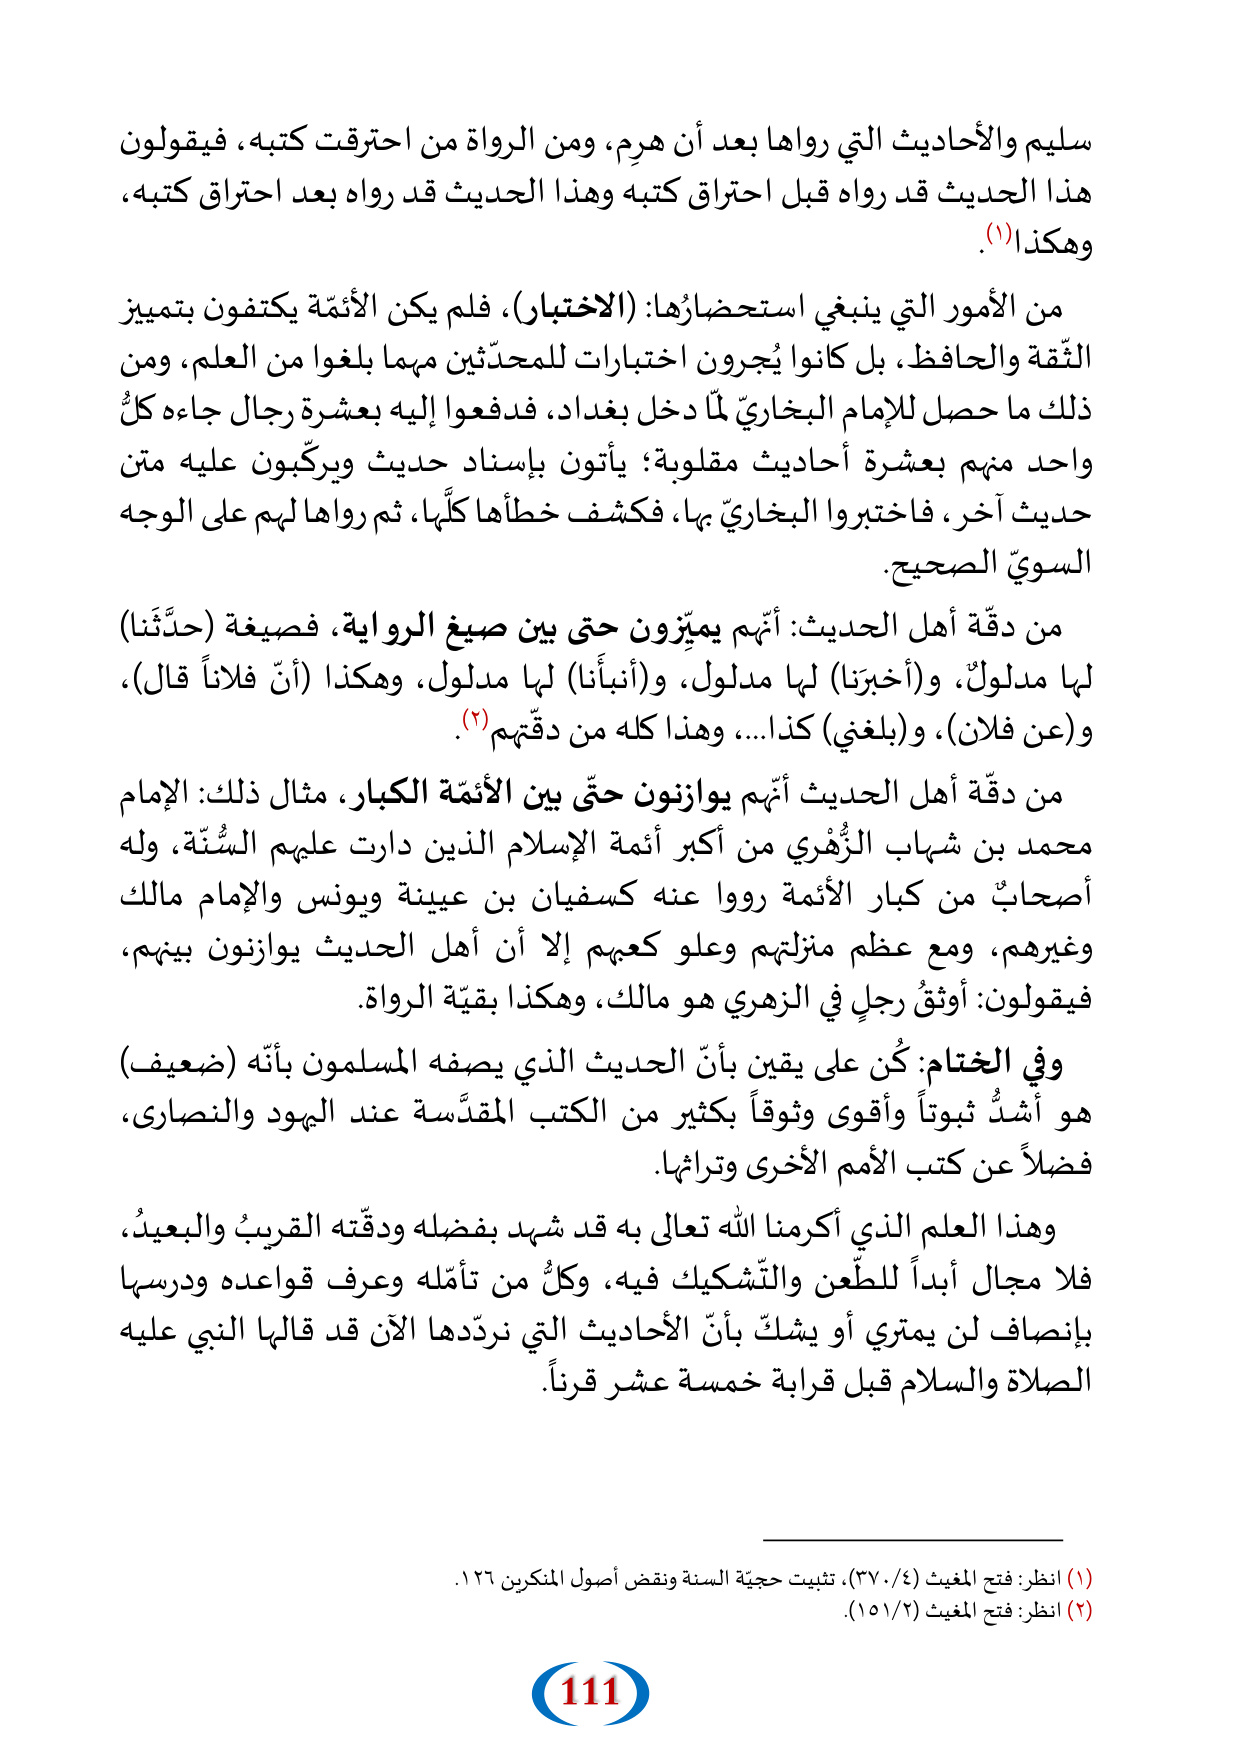 سليم والأحاديث التي رواها بعد أن هرِم، ومن الرواة من احترقت كتبه، فيقولون
هذا الحديث قد رواه قبل احتراق كتبه وهذا الحديث قد رواه بعد احتراق كتبه،
وهكذا(١).
من الأمور التي ينبغي استحضارُها: (الاختبار)، فلم يكن الأئمّة يكتفون بتمييز
الثّقة والحافظ، بل كانوا يُجرون اختبارات للمحدّثين مهما بلغوا من العلم، ومن
ذلك ما حصل للإمام البخاريّ لمّا دخل بغداد، فدفعوا إليه بعشرة رجال جاءه كلُّ
واحد منهم بعشرة أحاديث مقلوبة؛ يأتون بإسناد حديث ويركّبون عليه متن
حديث آخر، فاختبروا البخاريّ بها، فكشف خطأها كلَّها، ثم رواها لهم على الوجه
السويّ الصحيح.
من دقّة أهل الحديث: أنّهم يميِّزون حتى بين صيغ الرواية، فصيغة (حدَّثَنا)
لها مدلولٌ، و(أخبرَنا) لها مدلول، و(أنبأَنا) لها مدلول، وهكذا (أنّ فلاناً قال)،
و(عن فلان)، و(بلغني) كذا...، وهذا كله من دقّتهم(٢).
من دقّة أهل الحديث أنّهم يوازنون حتّى بين الأئمّة الكبار، مثال ذلك: الإمام
محمد بن شهاب الزُّهْري من أكبر أئمة الإسلام الذين دارت عليهم السُّنّة، وله
أصحابٌ من كبار الأئمة رووا عنه كسفيان بن عيينة ويونس والإمام مالك
وغيرهم، ومع عظم منزلتهم وعلو كعبهم إلا أن أهل الحديث يوازنون بينهم،
فيقولون: أوثقُ رجلٍ في الزهري هو مالك، وهكذا بقيّة الرواة.
وفي الختام: كُن على يقين بأنّ الحديث الذي يصفه المسلمون بأنّه (ضعيف)
هو أشدُّ ثبوتاً وأقوى وثوقاً بكثير من الكتب المقدَّسة عند اليهود والنصارى،
فضلاً عن كتب الأمم الأخرى وتراثها.
وهذا العلم الذي أكرمنا الله تعالى به قد شهد بفضله ودقّته القريبُ والبعيدُ،
فلا مجال أبداً للطّعن والتّشكيك فيه، وكلُّ من تأمّله وعرف قواعده ودرسها
بإنصاف لن يمتري أو يشكّ بأنّ الأحاديث التي نردّدها الآن قد قالها النبي عليه
الصلاة والسلام قبل قرابة خمسة عشر قرناً.
(١) انظر: فتح المغيث (٣٧٠/٤)، تثبيت حجيّة السنة ونقض أصول المنكرين ١٢٦.
(٢) انظر: فتح المغيث (١٥١/٢).
111